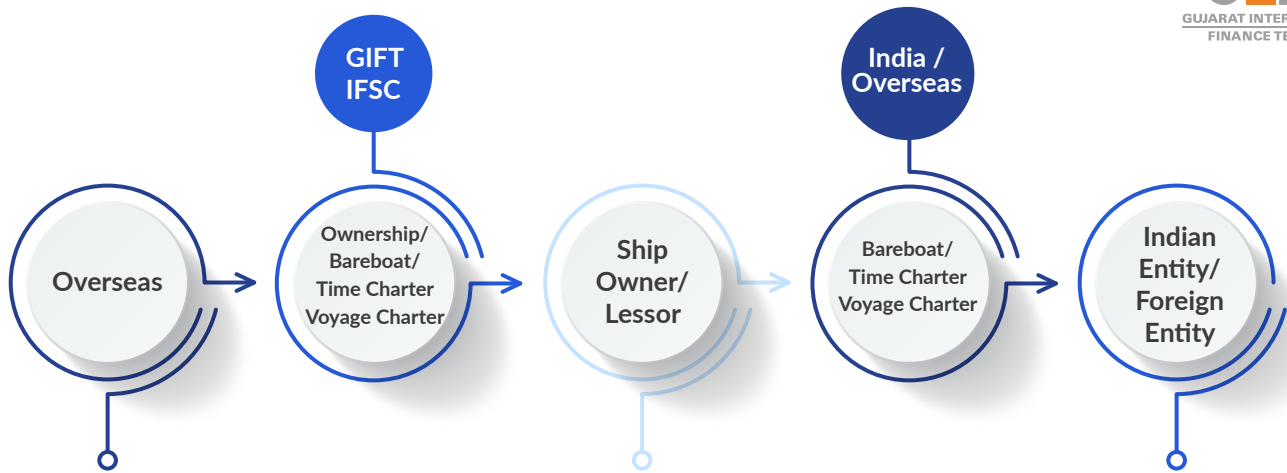 GUJARAT INTER
FINANCE TE
GIFT
IFSC
India /
Overseas
Overseas
Ownership/
Bareboat/
Time Charter
Voyage Charter
Ship
Owner/
Lessor
Bareboat/
Time Charter
Voyage Charter
Indian
Entity/
Foreign
Entity